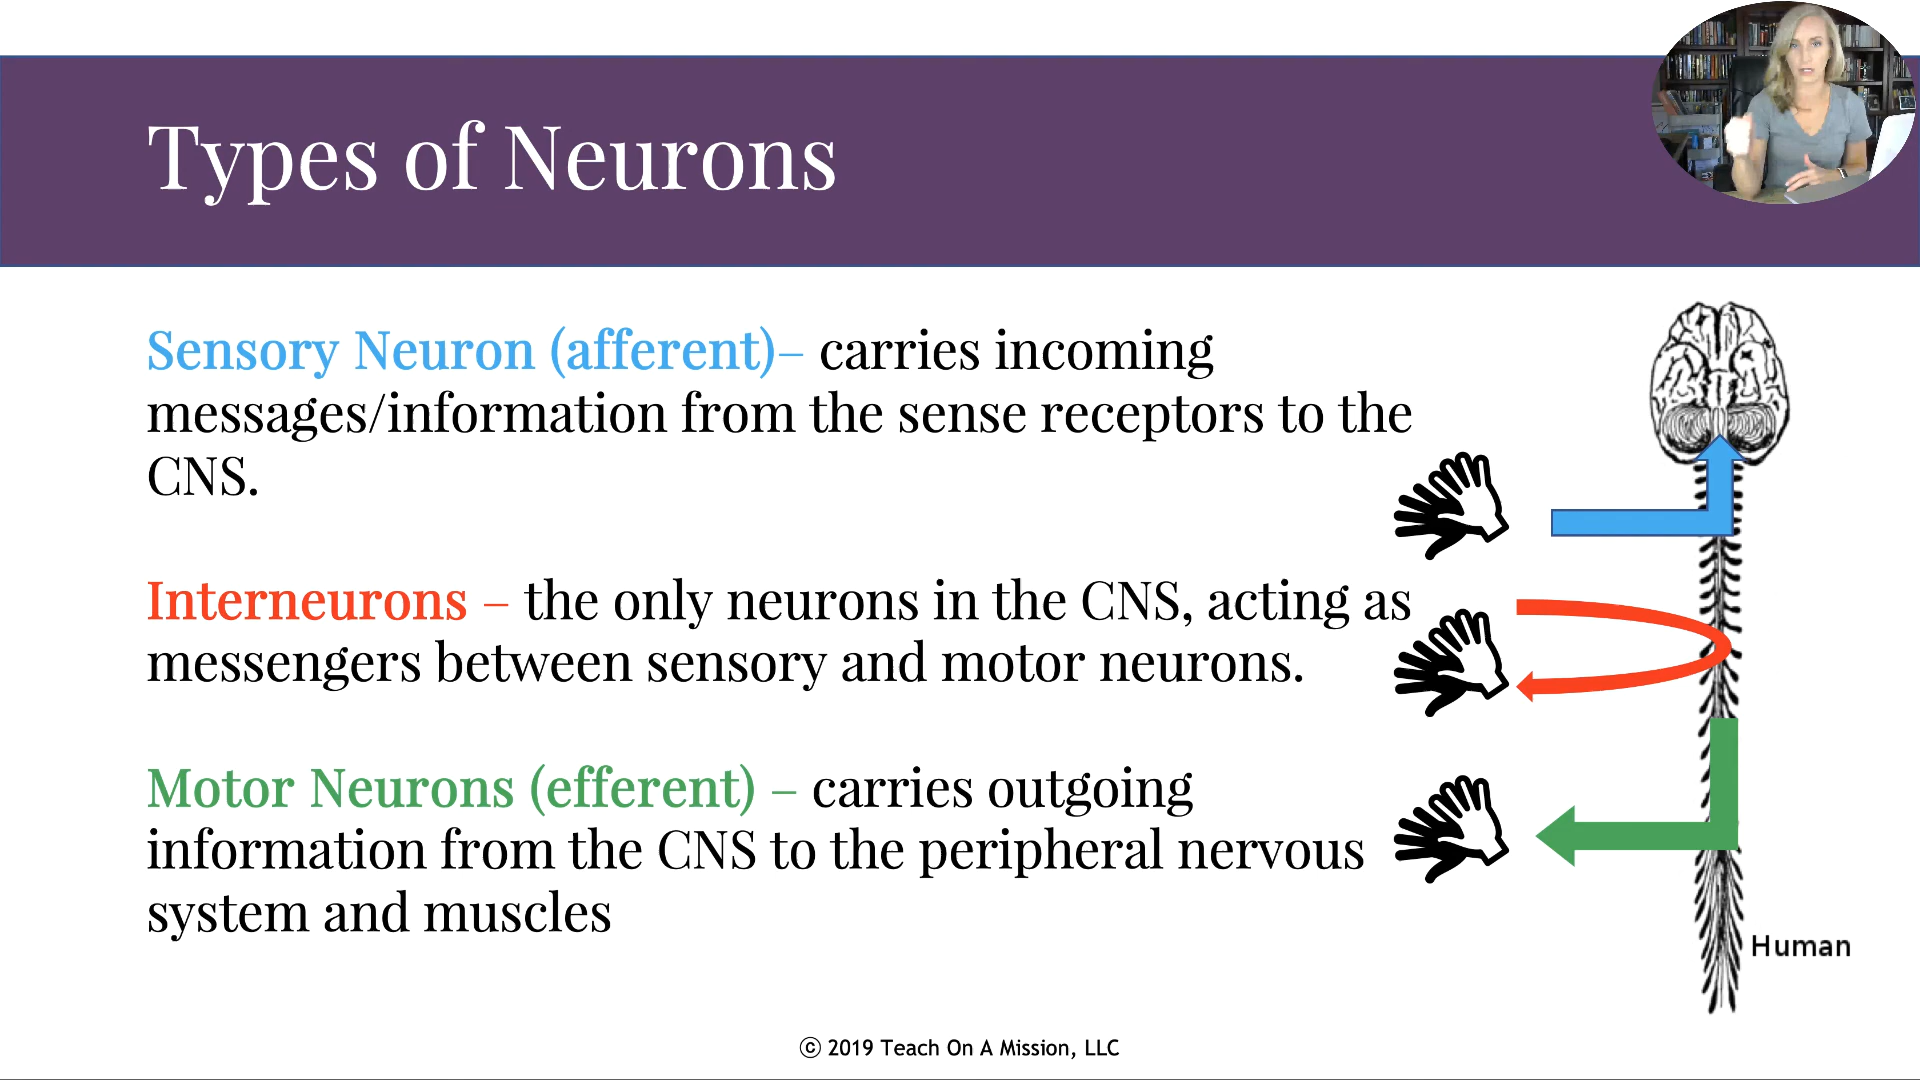 Types of Neurons
Sensory Neuron (afferent)– carries incoming
messages/information from the sense receptors to the
CNS.
Interneurons – the only neurons in the CNS, acting as
messengers between sensory and motor neurons.
Motor Neurons (efferent) – carries outgoing
information from the CNS to the peripheral nervous
system and muscles
Human
© 2019 Teach On A Mission, LLC